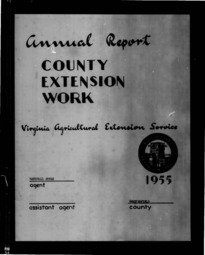 Annual Report
COUNTY
EXTENSION
WORK
Virginia Agricultural Extension Service
1955
agent
assistant agent
county